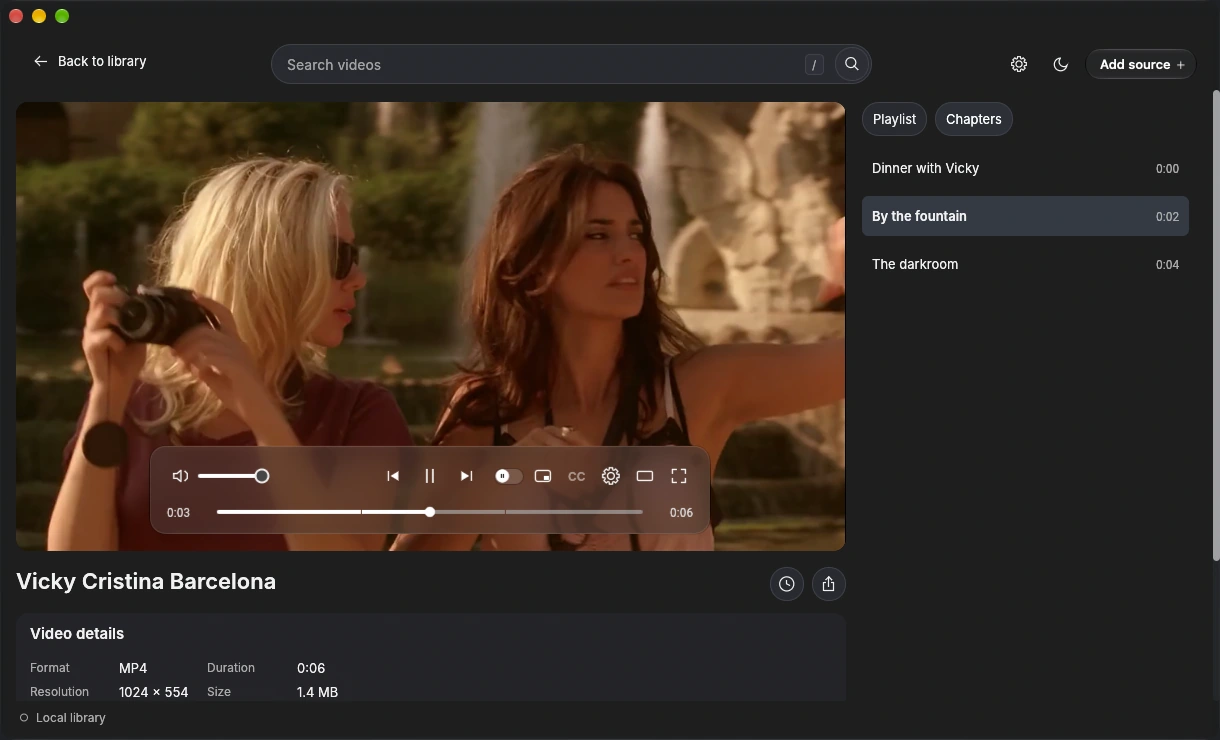 Back to library
Search videos /
Add source +
Playlist Chapters
Dinner with Vicky 0:00
By the fountain 0:02
The darkroom 0:04
CC
0:03 0:06
Vicky Cristina Barcelona
Video details
Format MP4 Duration 0:06
Resolution 1024 × 554 Size 1.4 MB
Local library